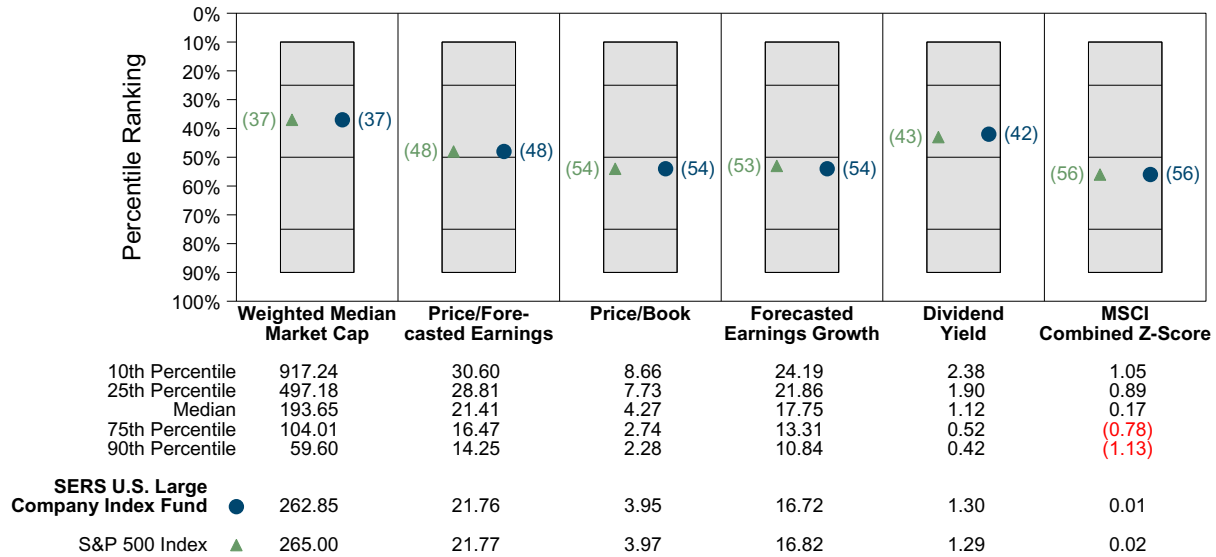 Percentile Ranking
0%
10%
20%
30%
40%
50%
60%
70%
80%
90%
100%
(37) (37)
(48) (48)
(54) (54)
(53) (54)
(43) (42)
(56) (56)
Weighted Median
Market Cap
Price/Fore-
casted Earnings
Price/Book
Forecasted
Earnings Growth
Dividend
Yield
MSCI
Combined Z-Score
10th Percentile 917.24 30.60 8.66 24.19 2.38 1.05
25th Percentile 497.18 28.81 7.73 21.86 1.90 0.89
Median 193.65 21.41 4.27 17.75 1.12 0.17
75th Percentile 104.01 16.47 2.74 13.31 0.52 (0.78)
90th Percentile 59.60 14.25 2.28 10.84 0.42 (1.13)
SERS U.S. Large
Company Index Fund 262.85 21.76 3.95 16.72 1.30 0.01
S&P 500 Index 265.00 21.77 3.97 16.82 1.29 0.02